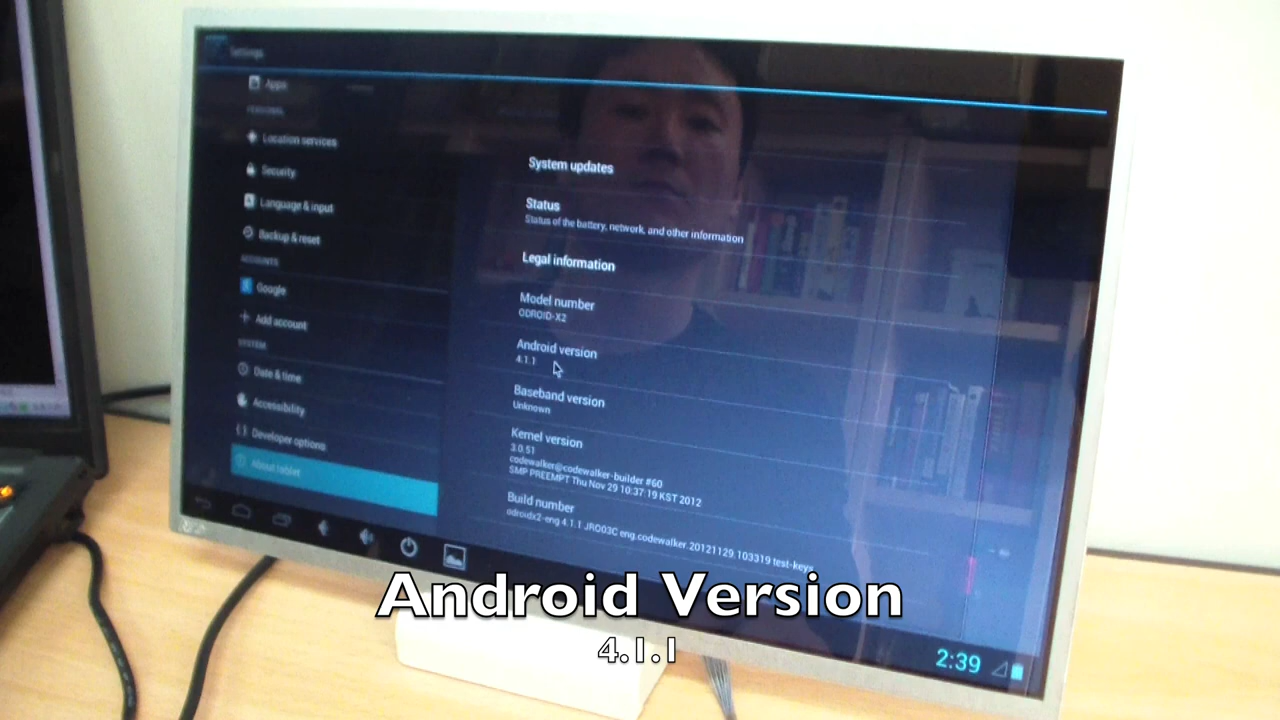 Settings
Apps
PERSONAL
Location services
Security
Language & input
Backup & reset
ACCOUNTS
Google
Add account
SYSTEM
Date & time
Accessibility
Developer options
About tablet
System updates
Status
Status of the battery, network, and other information
Legal information
Model number
ODROID-X2
Android version
4.1.1
Baseband version
Unknown
Kernel version
3.0.51
codewalker@codewalker-builder #60
SMP PREEMPT Thu Nov 29 10:37:19 KST 2012
Build number
odroidx2-eng 4.1.1 JRO03C eng.codewalker.20121129.103319 test-keys
2:39
Android Version
4.1.1